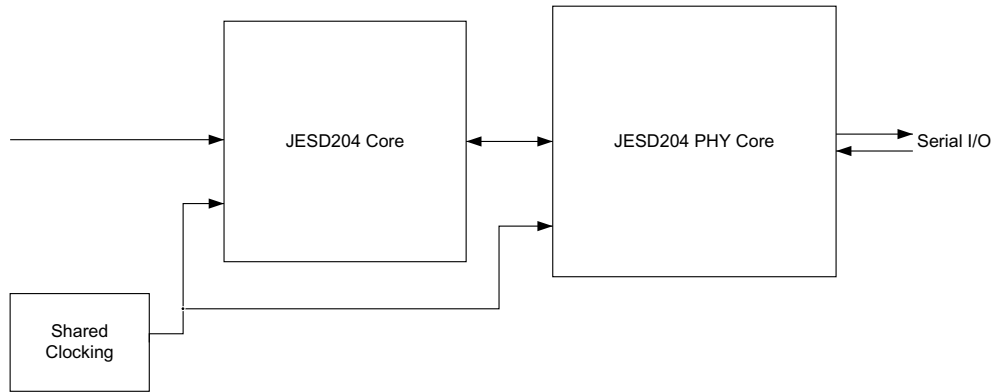 JESD204 Core
JESD204 PHY Core
Serial I/O
Shared
Clocking